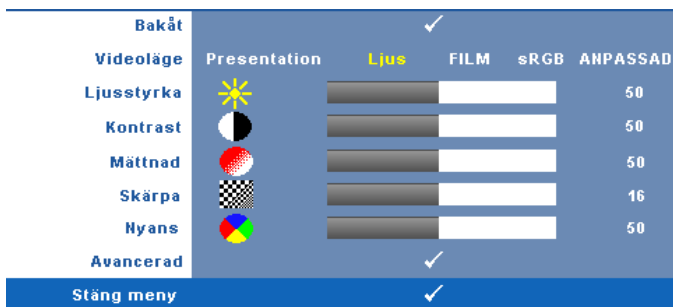 Bakåt
Videoläge Presentation Ljus FILM sRGB ANPASSAD
Ljusstyrka 50
Kontrast 50
Mättnad 50
Skärpa 16
Nyans 50
Avancerad
Stäng meny